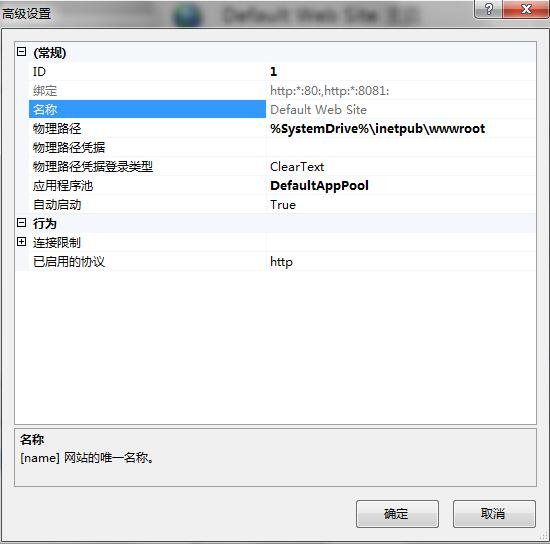 Default Web Site 主页
高级设置
?
(常规)
ID 1
绑定 http:*:80:,http:*:8081:
名称 Default Web Site
物理路径 %SystemDrive%\inetpub\wwwroot
物理路径凭据
物理路径凭据登录类型 ClearText
应用程序池 DefaultAppPool
自动启动 True
行为
连接限制
已启用的协议 http
名称
[name] 网站的唯一名称。
确定 取消